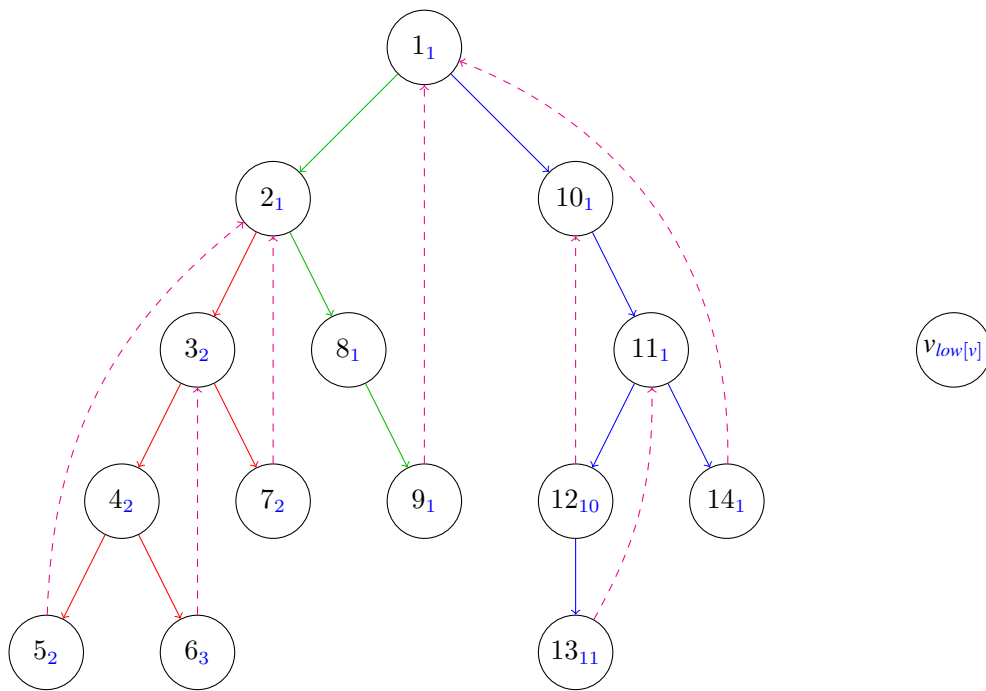 1₁
2₁ 10₁
3₂ 8₁ 11₁ v_low[v]
4₂ 7₂ 9₁ 12₁₀ 14₁
5₂ 6₃ 13₁₁